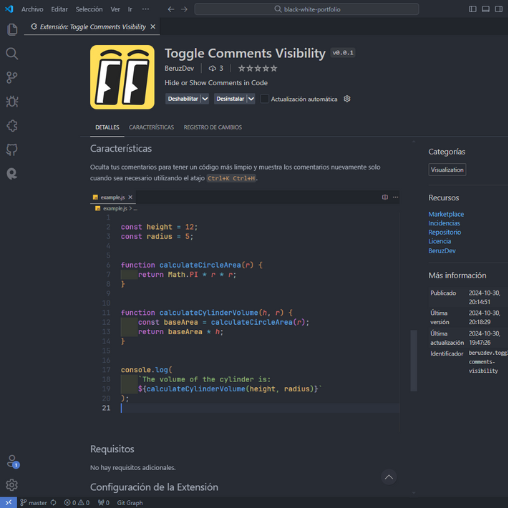 Archivo Editar Selección Ver Ir ··· black-white-portfolio
Extensión: Toggle Comments Visibility
Toggle Comments Visibility v0.0.1
BeruzDev 3
Hide or Show Comments in Code
Deshabilitar Desinstalar Actualización automática
DETALLES CARACTERÍSTICAS REGISTRO DE CAMBIOS
Características
Oculta tus comentarios para tener un código más limpio y muestra los comentarios nuevamente solo
cuando sea necesario utilizando el atajo Ctrl+K Ctrl+H.
example.js
example.js > ...
1
2 const height = 12;
3 const radius = 5;
4
5
6 function calculateCircleArea(r) {
7 return Math.PI * r * r;
8 }
9
10
11 function calculateCylinderVolume(h, r) {
12 const baseArea = calculateCircleArea(r);
13 return baseArea * h;
14 }
15
16
17 console.log(
18 `The volume of the cylinder is:
19 ${calculateCylinderVolume(height, radius)}`
20 );
21
Requisitos
No hay requisitos adicionales.
Configuración de la Extensión
Categorías
Visualization
Recursos
Marketplace
Incidencias
Repositorio
Licencia
BeruzDev
Más información
Publicado 2024-10-30, 20:14:51
Última versión 2024-10-30, 20:18:29
Última actualización 2024-10-30, 19:47:26
Identificador
comments-
visibility
1
master 0 0 0 Git Graph